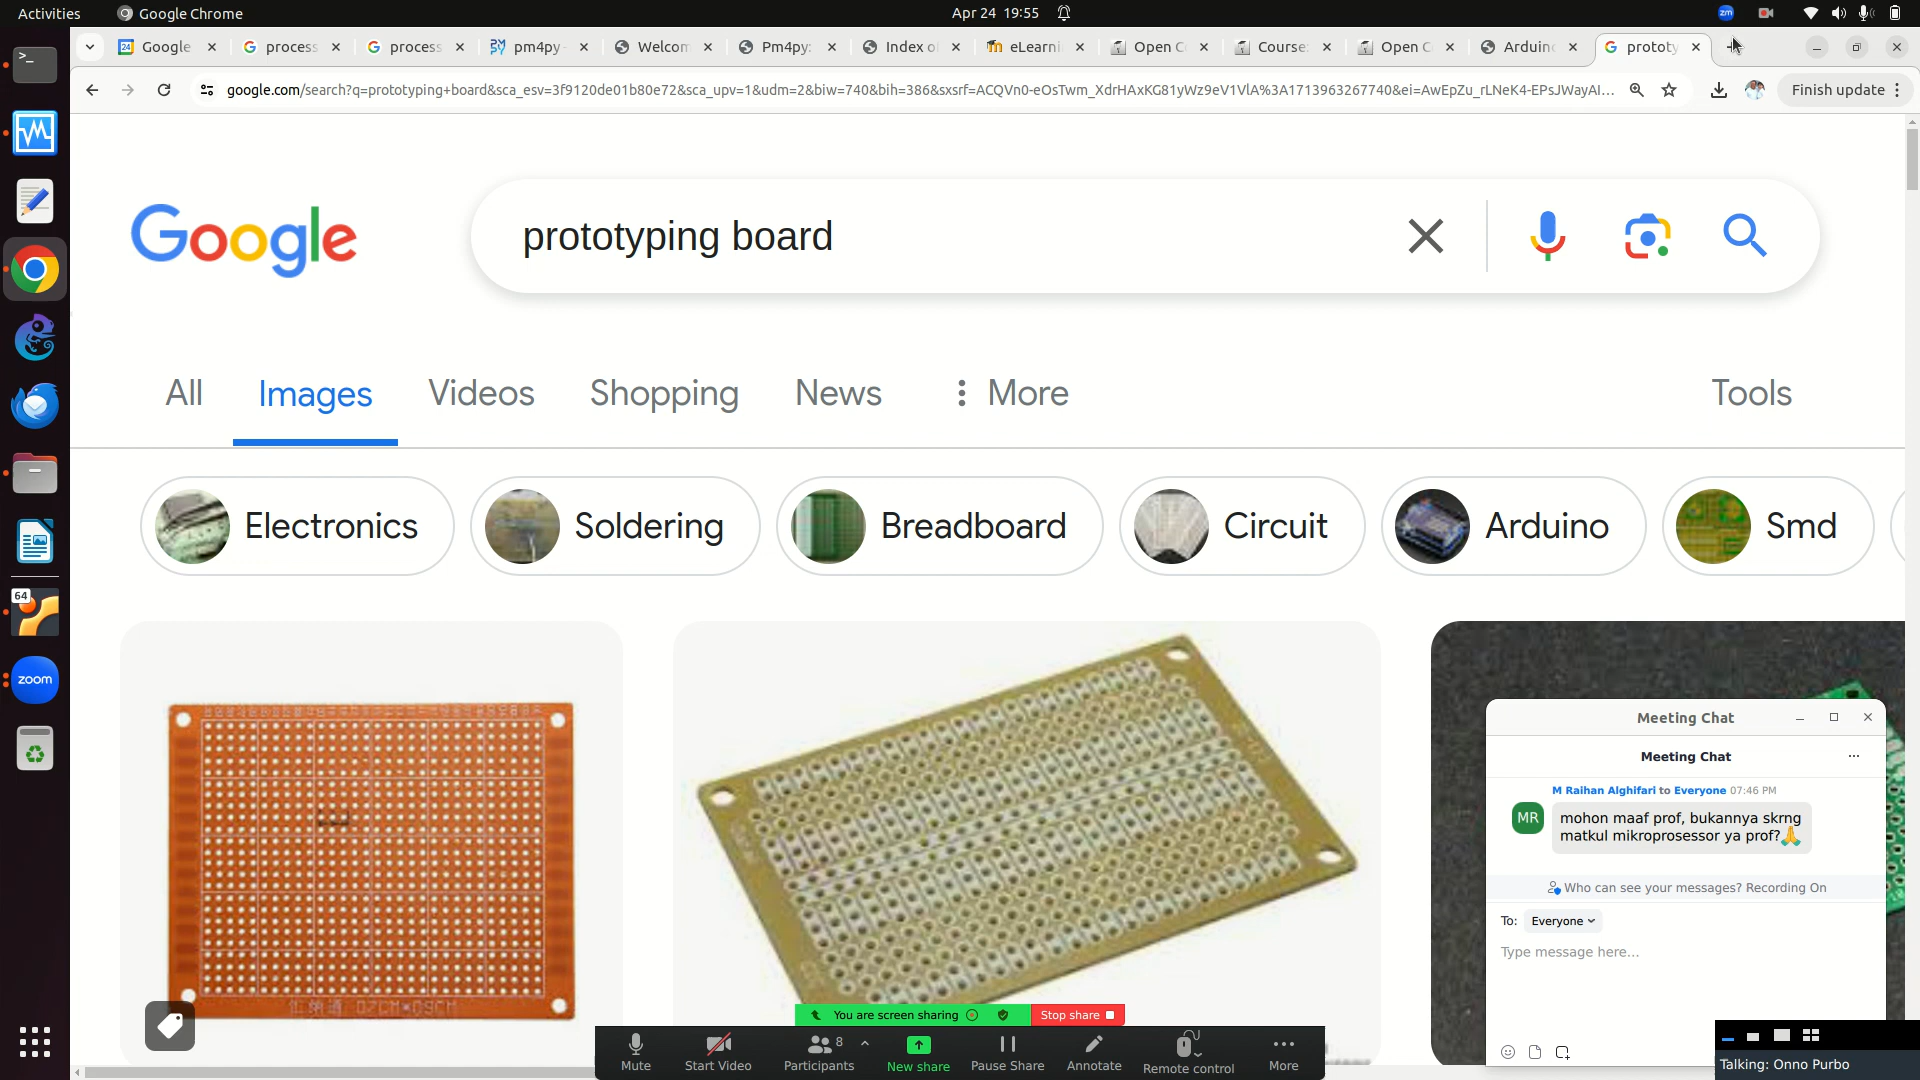 Activities
Google Chrome
Apr 24 19:55
zm
Google
process
process
pm4py
Welcom
Pm4py:
Index o
eLearni
Open C
Course:
Open C
Arduin
prototy
google.com/search?q=prototyping+board&sca_esv=3f9120de01b80e72&sca_upv=1&udm=2&biw=740&bih=386&sxsrf=ACQVn0-eOsTwm_XdrHAxKG81yWz9eV1VlA%3A1713963267740&ei=AwEpZu_rLNeK4-EPsJWayAI...
Finish update
Google
prototyping board
All
Images
Videos
Shopping
News
More
Tools
Electronics
Soldering
Breadboard
Circuit
Arduino
Smd
64
zoom
07CM*09CM
Meeting Chat
Meeting Chat
M Raihan Alghifari to Everyone 07:46 PM
MR
mohon maaf prof, bukannya skrng
matkul mikroprosessor ya prof?🙏
Who can see your messages? Recording On
To: Everyone
Type message here...
You are screen sharing
Stop share
Mute
Start Video
Participants
8
New share
Pause Share
Annotate
Remote control
More
Talking: Onno Purbo